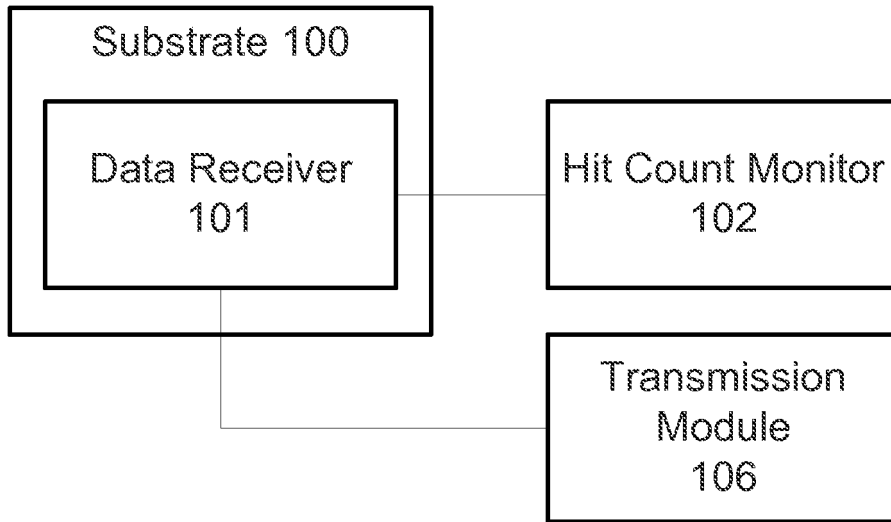 Substrate 100
Data Receiver
101
Hit Count Monitor
102
Transmission
Module
106